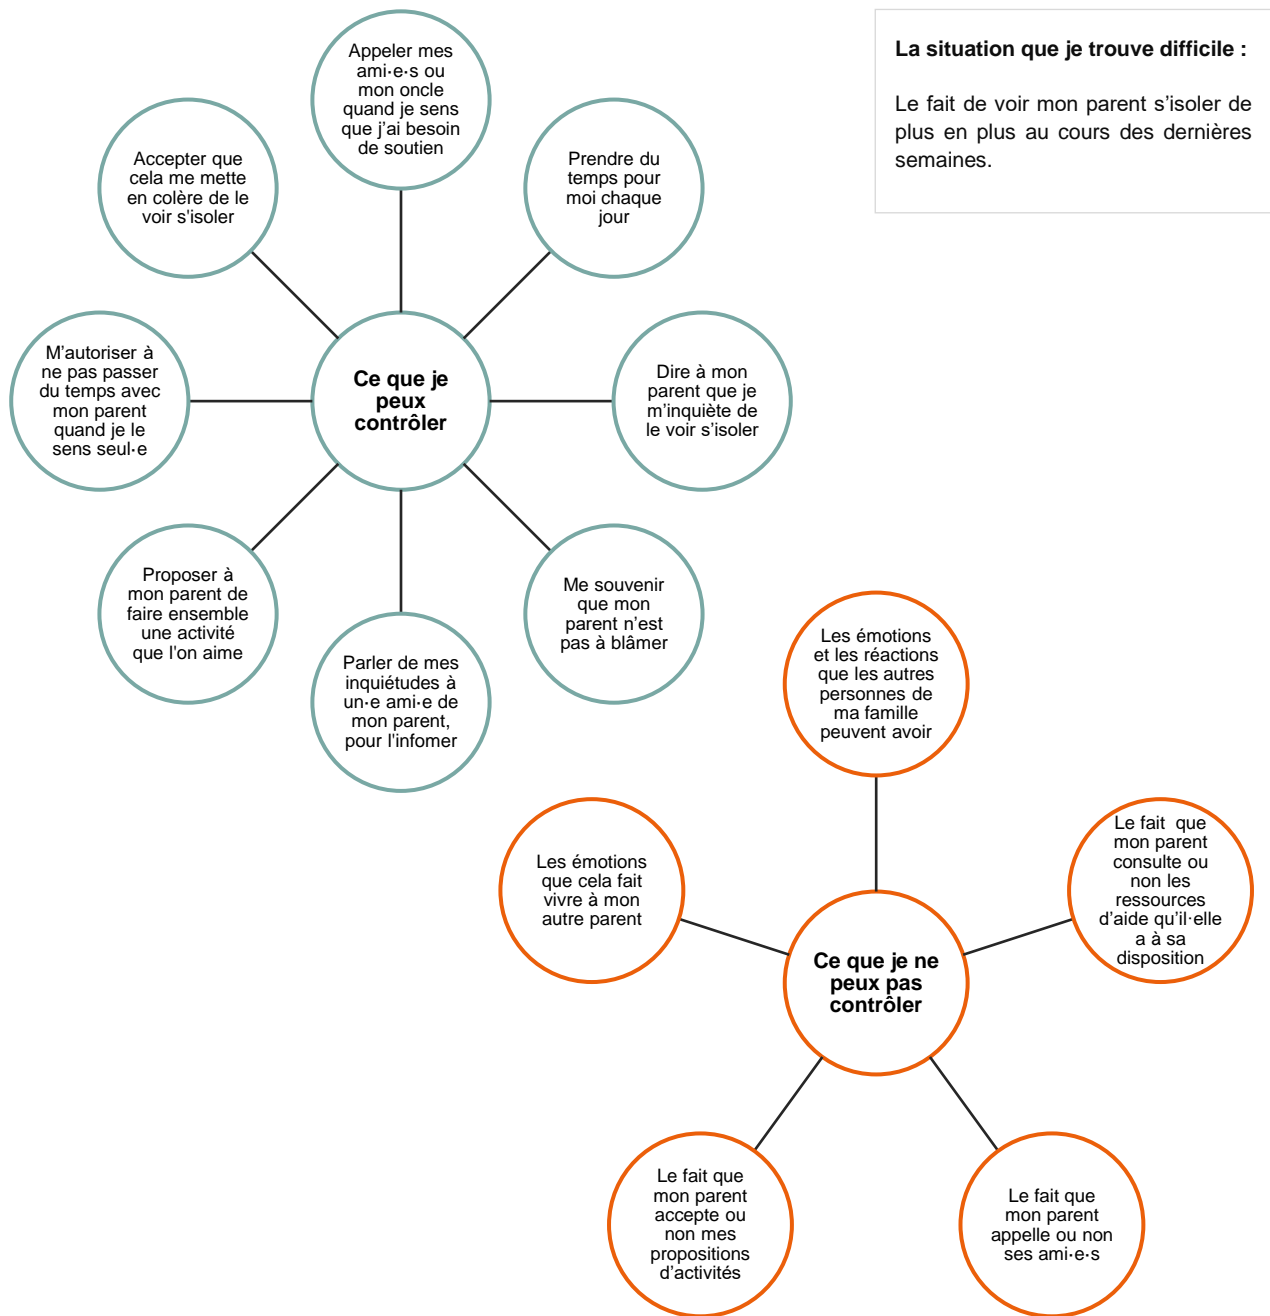 La situation que je trouve difficile :
Le fait de voir mon parent s’isoler de
plus en plus au cours des dernières
semaines.
Appeler mes
ami·e·s ou
mon oncle
quand je sens
que j’ai besoin
de soutien
Prendre du
temps pour
moi chaque
jour
Accepter que
cela me mette
en colère de le
voir s’isoler
M’autoriser à
ne pas passer
du temps avec
mon parent
quand je le
sens seul·e
Ce que je
peux
contrôler
Dire à mon
parent que je
m’inquiète de
le voir s’isoler
Proposer à
mon parent de
faire ensemble
une activité
que l'on aime
Parler de mes
inquiétudes à
un·e ami·e de
mon parent,
pour l'infomer
Me souvenir
que mon
parent n’est
pas à blâmer
Les émotions
et les réactions
que les autres
personnes de
ma famille
peuvent avoir
Les émotions
que cela fait
vivre à mon
autre parent
Le fait  que
mon parent
consulte ou
non les
ressources
d’aide qu’il·elle
a à sa
disposition
Ce que je ne
peux pas
contrôler
Le fait que
mon parent
accepte ou
non mes
propositions
d’activités
Le fait que
mon parent
appelle ou non
ses ami·e·s